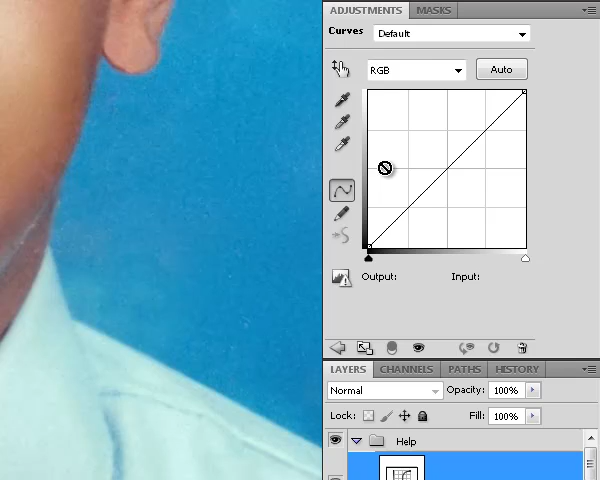 ADJUSTMENTS MASKS
Curves Default
RGB Auto
Output: Input:
LAYERS CHANNELS PATHS HISTORY
Normal Opacity: 100%
Lock: Fill: 100%
Help